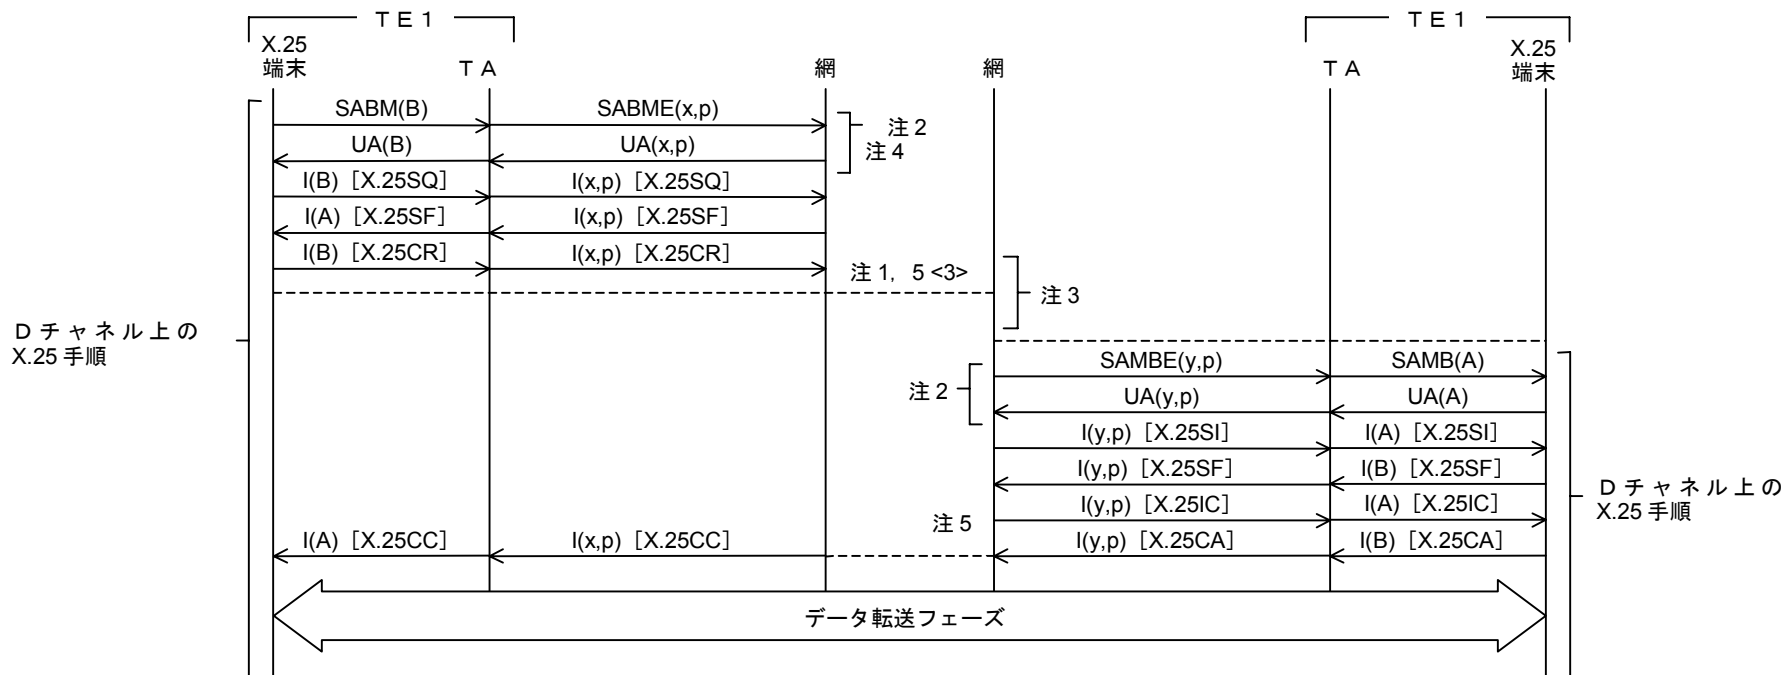 TE1
TE1
X.25
端末
TA
網
網
TA
X.25
端末
SABM(B)
SABME(x,p)
注2
UA(B)
UA(x,p)
注4
I(B)［X.25SQ］
I(x,p)［X.25SQ］
I(A)［X.25SF］
I(x,p)［X.25SF］
I(B)［X.25CR］
I(x,p)［X.25CR］
注1, 5 <3>
注3
Dチャネル上の
X.25手順
SAMBE(y,p)
SAMB(A)
注2
UA(y,p)
UA(A)
I(y,p)［X.25SI］
I(A)［X.25SI］
I(y,p)［X.25SF］
I(B)［X.25SF］
Dチャネル上の
X.25手順
I(y,p)［X.25IC］
I(A)［X.25IC］
注5
I(A)［X.25CC］
I(x,p)［X.25CC］
I(y,p)［X.25CA］
I(B)［X.25CA］
データ転送フェーズ